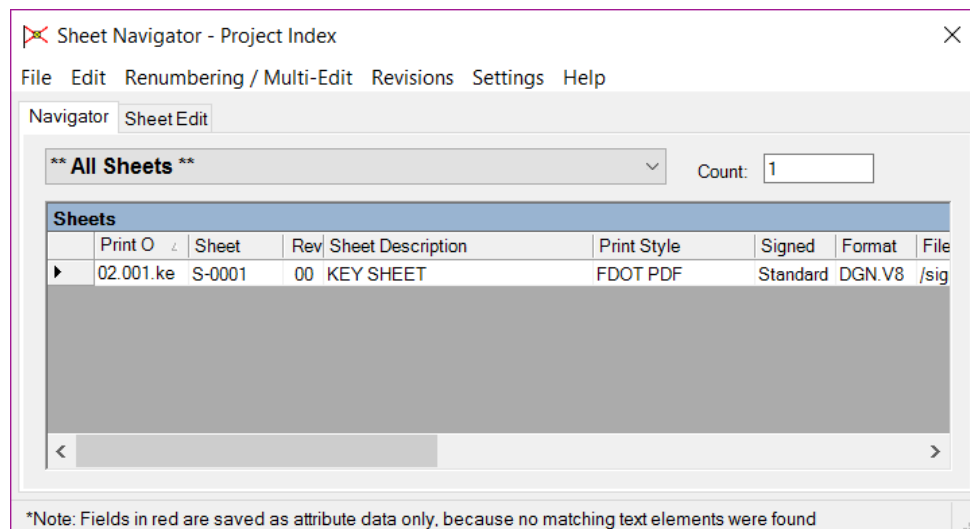 Sheet Navigator - Project Index
File Edit Renumbering / Multi-Edit Revisions Settings Help
Navigator Sheet Edit
** All Sheets ** Count: 1
Sheets
Print O Sheet Rev Sheet Description Print Style Signed Format File
02.001.ke S-0001 00 KEY SHEET FDOT PDF Standard DGN.V8 /sig
*Note: Fields in red are saved as attribute data only, because no matching text elements were found